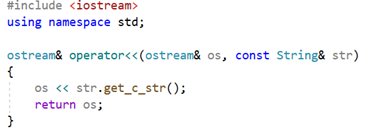 #include <iostream>
using namespace std;
ostream& operator<<(ostream& os, const String& str)
{
    os << str.get_c_str();
    return os;
}